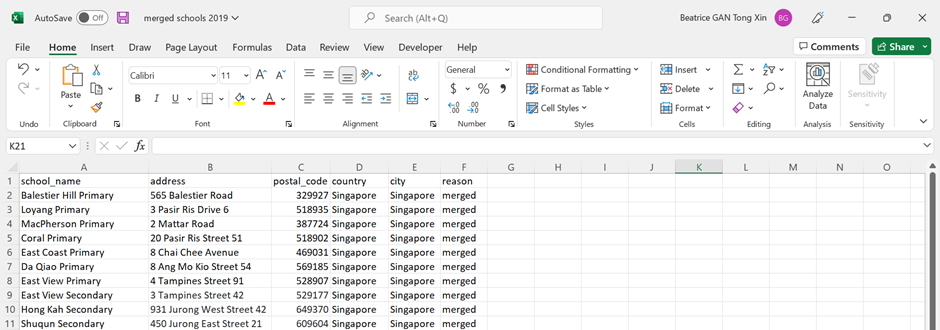 AutoSave Off merged schools 2019 Search (Alt+Q) Beatrice GAN Tong Xin BG
File Home Insert Draw Page Layout Formulas Data Review View Developer Help Comments Share
Calibri 11 A^ A˅ ab General Conditional Formatting Insert Σ
Paste B I U A $ % 9 Format as Table Delete Analyze Data Sensitivity
Cell Styles Format
Undo Clipboard Font Alignment Number Styles Cells Editing Analysis Sensitivity
K21 fx
A B C D E F G H I J K L M N O
1 school_name address postal_code country city reason
2 Balestier Hill Primary 565 Balestier Road 329927 Singapore Singapore merged
3 Loyang Primary 3 Pasir Ris Drive 6 518935 Singapore Singapore merged
4 MacPherson Primary 2 Mattar Road 387724 Singapore Singapore merged
5 Coral Primary 20 Pasir Ris Street 51 518902 Singapore Singapore merged
6 East Coast Primary 8 Chai Chee Avenue 469031 Singapore Singapore merged
7 Da Qiao Primary 8 Ang Mo Kio Street 54 569185 Singapore Singapore merged
8 East View Primary 4 Tampines Street 91 528907 Singapore Singapore merged
9 East View Secondary 3 Tampines Street 42 529177 Singapore Singapore merged
10 Hong Kah Secondary 931 Jurong West Street 42 649370 Singapore Singapore merged
11 Shuqun Secondary 450 Jurong East Street 21 609604 Singapore Singapore merged